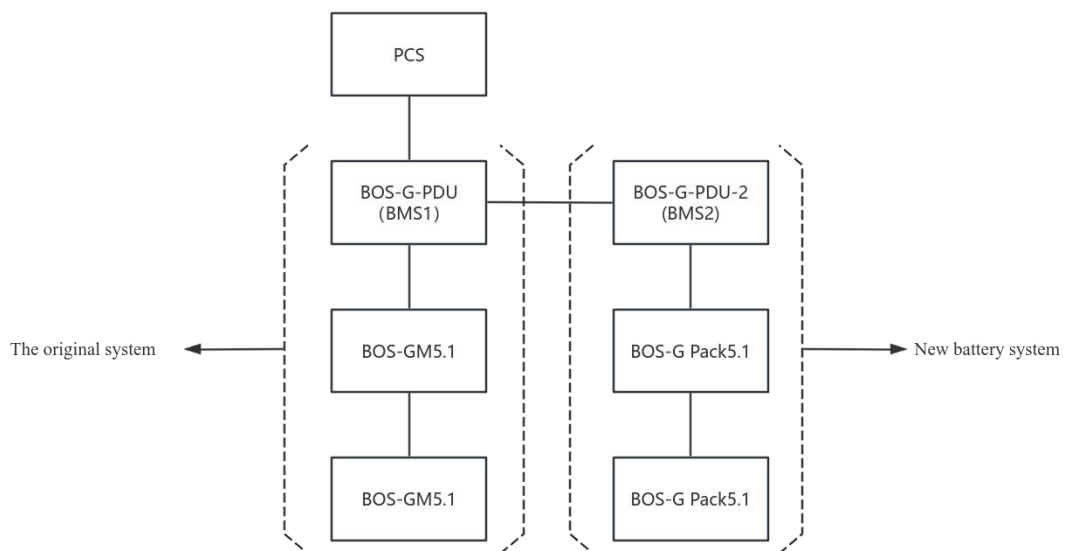 PCS
BOS-G-PDU
(BMS1)
BOS-G-PDU-2
(BMS2)
The original system
BOS-GM5.1
BOS-G Pack5.1
New battery system
BOS-GM5.1
BOS-G Pack5.1